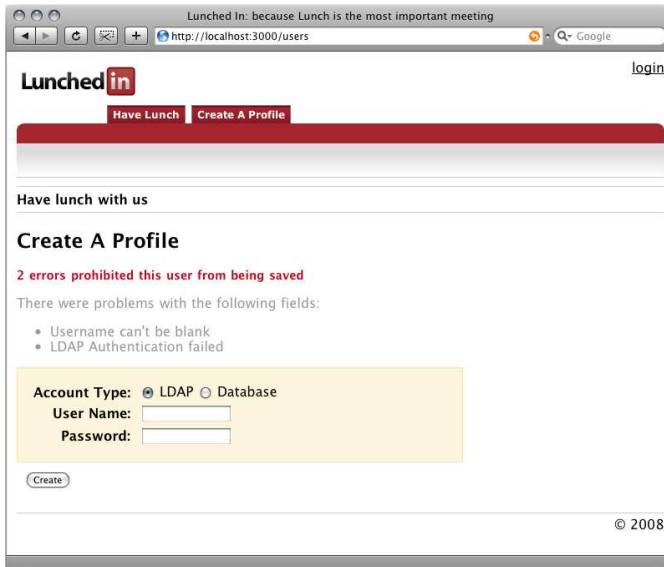 Lunched In: because Lunch is the most important meeting
http://localhost:3000/users
Google
login
Lunched in
Have Lunch Create A Profile
Have lunch with us
Create A Profile
2 errors prohibited this user from being saved
There were problems with the following fields:
• Username can't be blank
• LDAP Authentication failed
Account Type: LDAP Database
User Name:
Password:
Create
© 2008